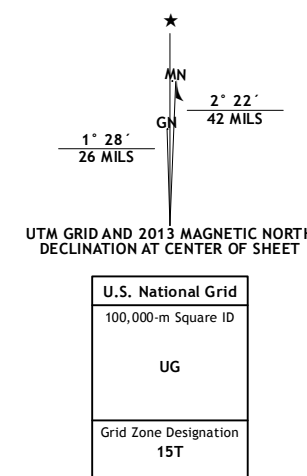 ★
MN
GN
2° 22´
42 MILS
1° 28´
26 MILS
UTM GRID AND 2013 MAGNETIC NORTH
DECLINATION AT CENTER OF SHEET
U.S. National Grid
100,000-m Square ID
UG
Grid Zone Designation
15T